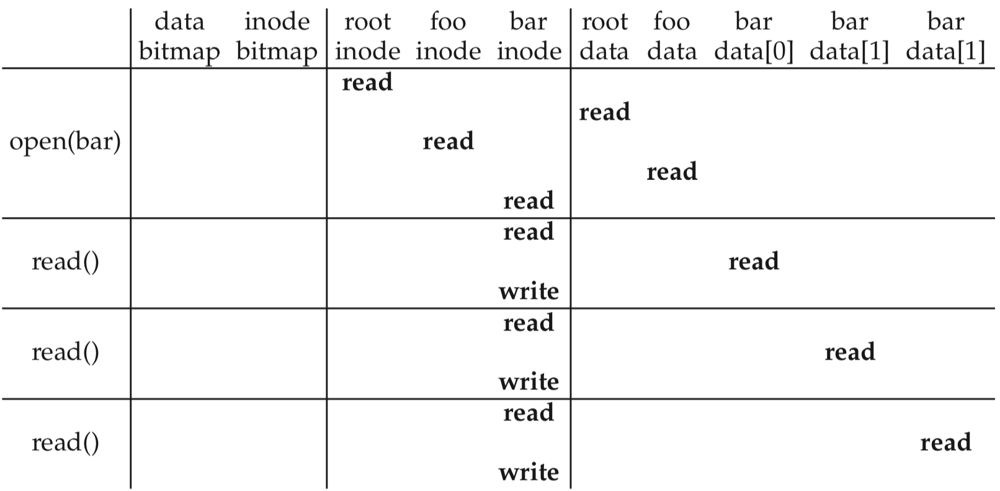 data inode root foo bar root foo bar bar bar
bitmap bitmap inode inode inode data data data[0] data[1] data[1]
read
read
open(bar) read
read
read
read
read() read
write
read
read() read
write
read
read() read
write